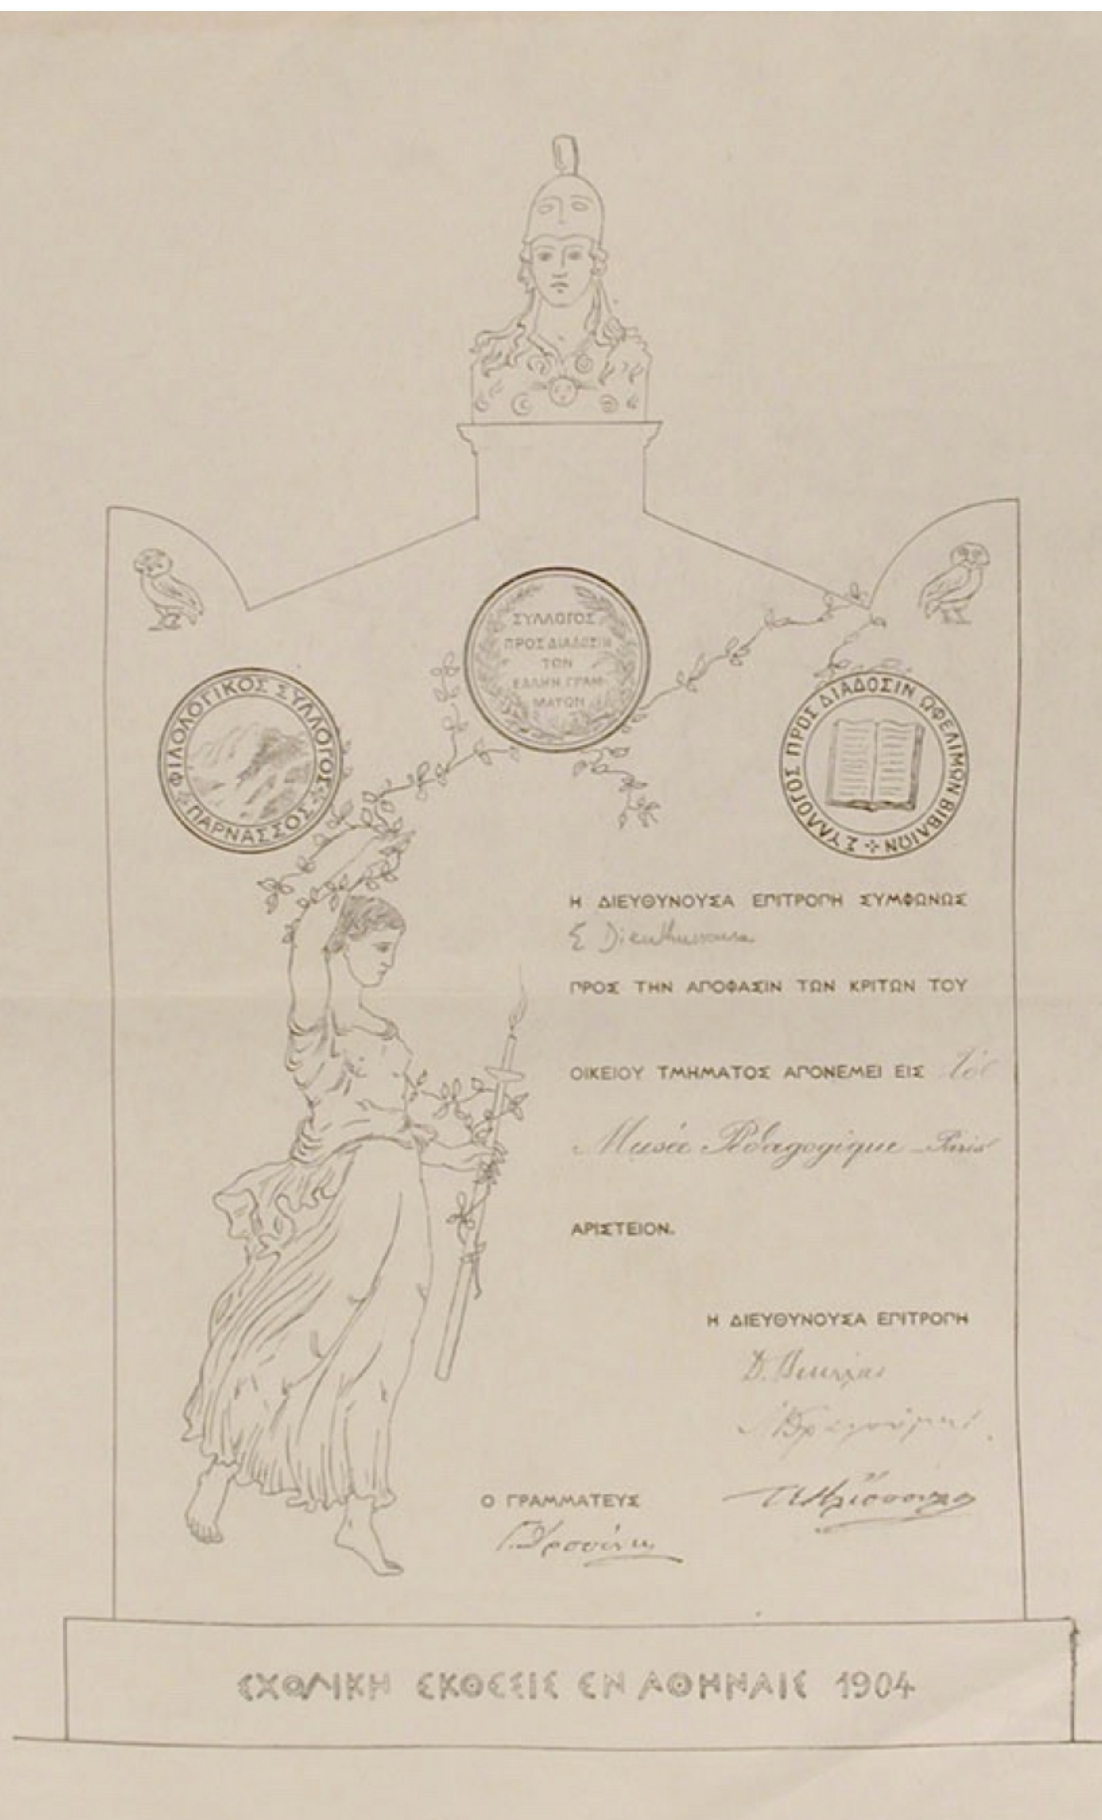 ΣΥΛΛΟΓΟΣ
ΠΡΟΣ ΔΙΑΔΟΣΙΝ
ΤΩΝ
ΕΛΛΗΝ. ΓΡΑΜ-
ΜΑΤΩΝ
ΦΙΛΟΛΟΓΙΚΟΣ ΣΥΛΛΟΓΟΣ
ΠΑΡΝΑΣΣΟΣ
ΣΥΛΛΟΓΟΣ ΠΡΟΣ ΔΙΑΔΟΣΙΝ ΩΦΕΛΙΜΩΝ ΒΙΒΛΙΩΝ
Η ΔΙΕΥΘΥΝΟΥΣΑ ΕΠΙΤΡΟΠΗ ΣΥΜΦΩΝΩΣ
ΠΡΟΣ ΤΗΝ ΑΠΟΦΑΣΙΝ ΤΩΝ ΚΡΙΤΩΝ ΤΟΥ
ΟΙΚΕΙΟΥ ΤΜΗΜΑΤΟΣ ΑΠΟΝΕΜΕΙ ΕΙΣ τὸ
Musée Pédagogique - Paris
ΑΡΙΣΤΕΙΟΝ.
Η ΔΙΕΥΘΥΝΟΥΣΑ ΕΠΙΤΡΟΠΗ
Δ. Βικέλας
Ο ΓΡΑΜΜΑΤΕΥΣ
ΣΧΟΛΙΚΗ ΕΚΘΕΣΙΣ ΕΝ ΑΘΗΝΑΙΣ 1904